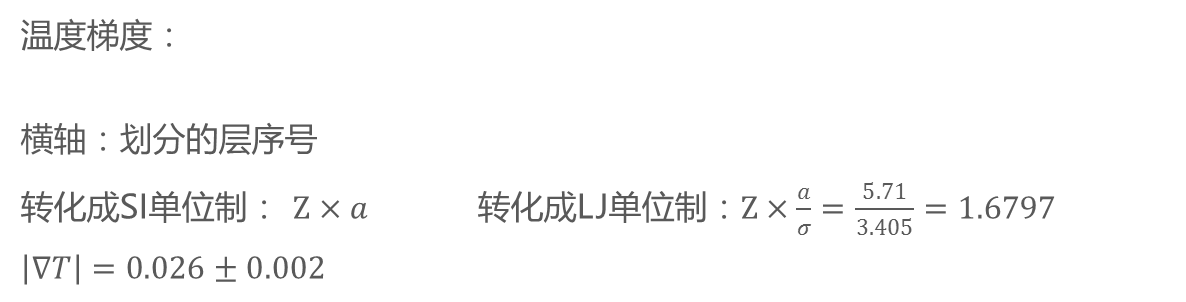 温度梯度：
横轴：划分的层序号
转化成SI单位制： Z × a 转化成LJ单位制：Z × a/σ = 5.71/3.405 = 1.6797
|∇T| = 0.026 ± 0.002